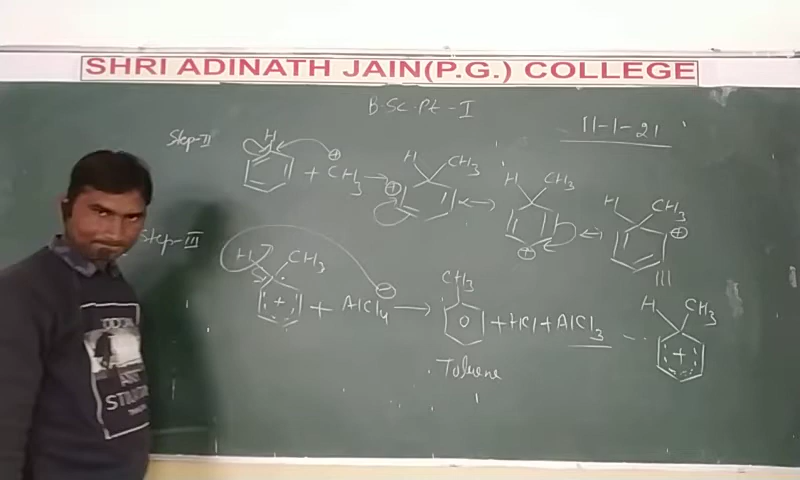 SHRI ADINATH JAIN(P.G.) COLLEGE
B.Sc. Pt - I
11-1-21
Step-II
H
+ CH3 → H CH3 ↔ H CH3 ↔ H CH3
Step-III
H CH3 + AlCl4 ⊖ → CH3 + HCl + AlCl3
H CH3
+
Toluene